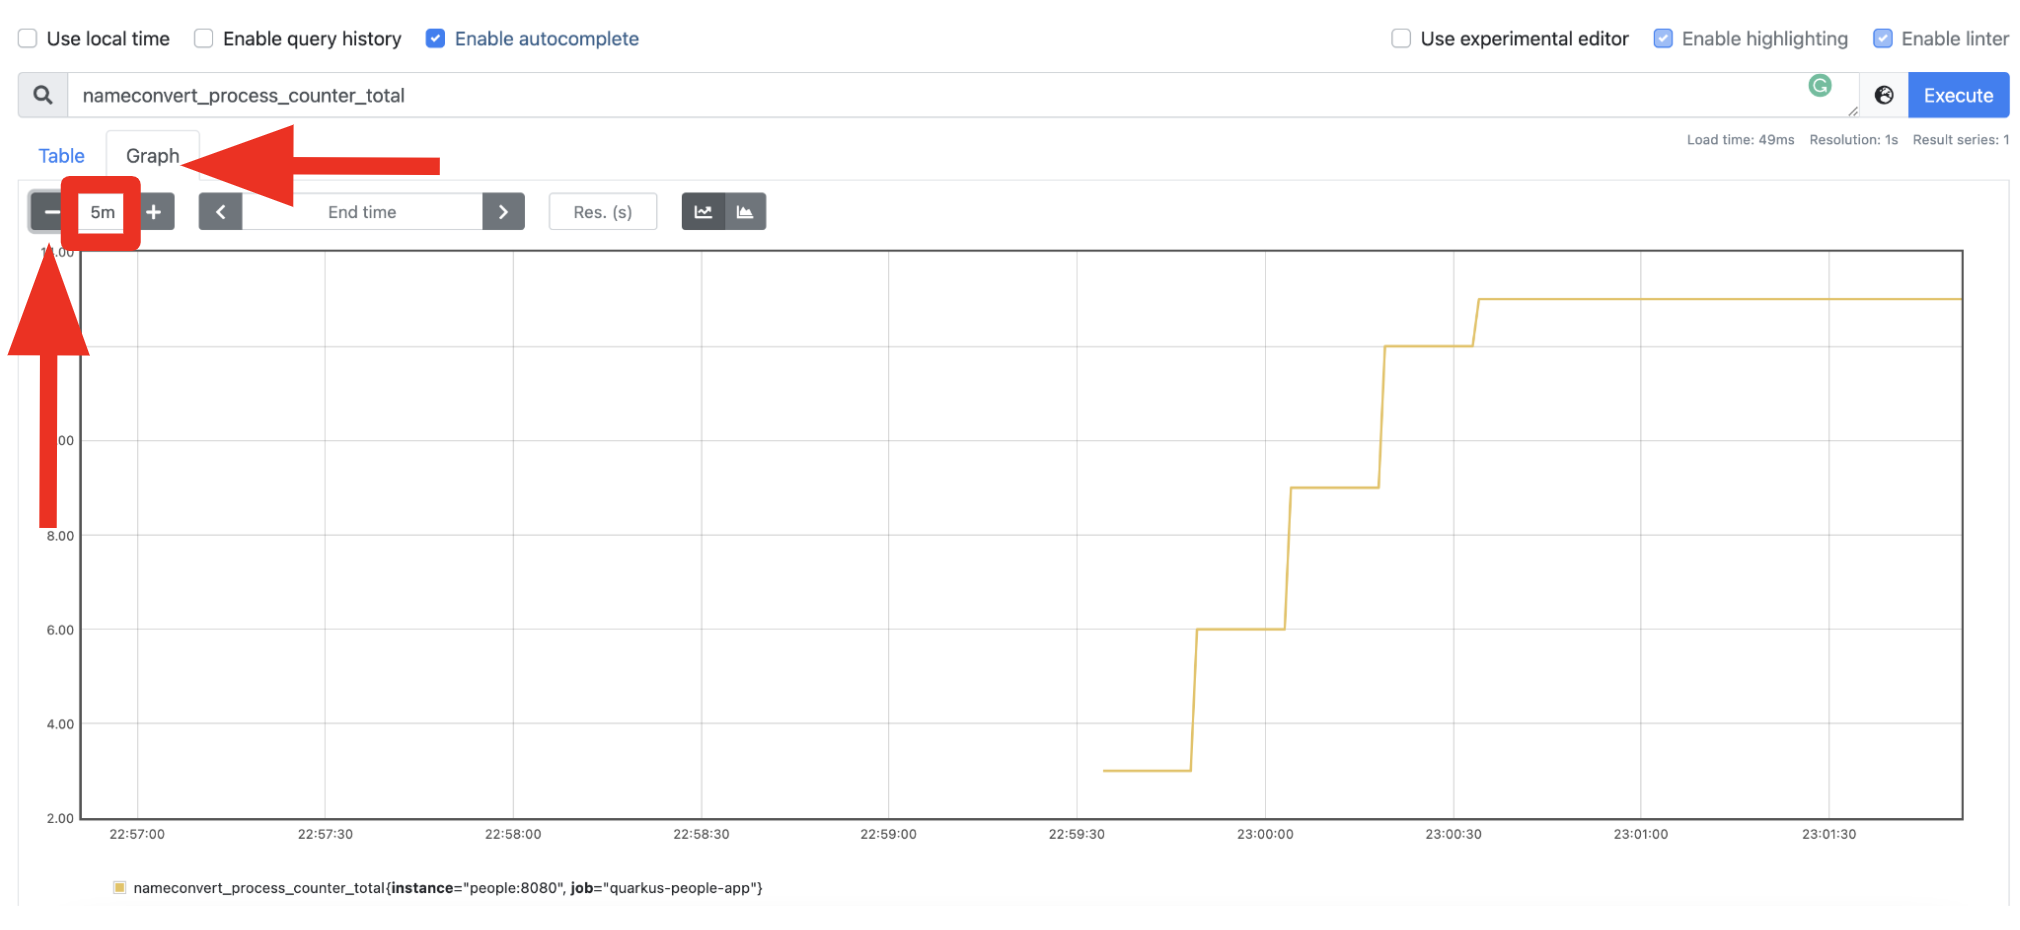 Use local time Enable query history Enable autocomplete Use experimental editor Enable highlighting Enable linter
nameconvert_process_counter_total Execute
Load time: 49ms Resolution: 1s Result series: 1
Table Graph
5m End time Res. (s)
8.00
6.00
4.00
2.00
22:57:00 22:57:30 22:58:00 22:58:30 22:59:00 22:59:30 23:00:00 23:00:30 23:01:00 23:01:30
nameconvert_process_counter_total{instance="people:8080", job="quarkus-people-app"}